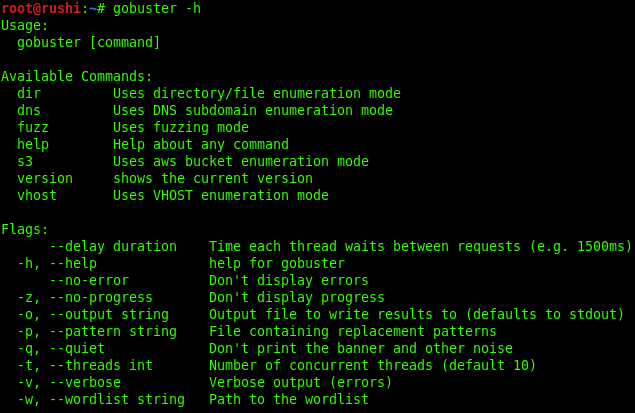 root@rushi:~# gobuster -h
Usage:
  gobuster [command]

Available Commands:
  dir         Uses directory/file enumeration mode
  dns         Uses DNS subdomain enumeration mode
  fuzz        Uses fuzzing mode
  help        Help about any command
  s3          Uses aws bucket enumeration mode
  version     shows the current version
  vhost       Uses VHOST enumeration mode

Flags:
      --delay duration    Time each thread waits between requests (e.g. 1500ms)
  -h, --help              help for gobuster
      --no-error          Don't display errors
  -z, --no-progress       Don't display progress
  -o, --output string     Output file to write results to (defaults to stdout)
  -p, --pattern string    File containing replacement patterns
  -q, --quiet             Don't print the banner and other noise
  -t, --threads int       Number of concurrent threads (default 10)
  -v, --verbose           Verbose output (errors)
  -w, --wordlist string   Path to the wordlist